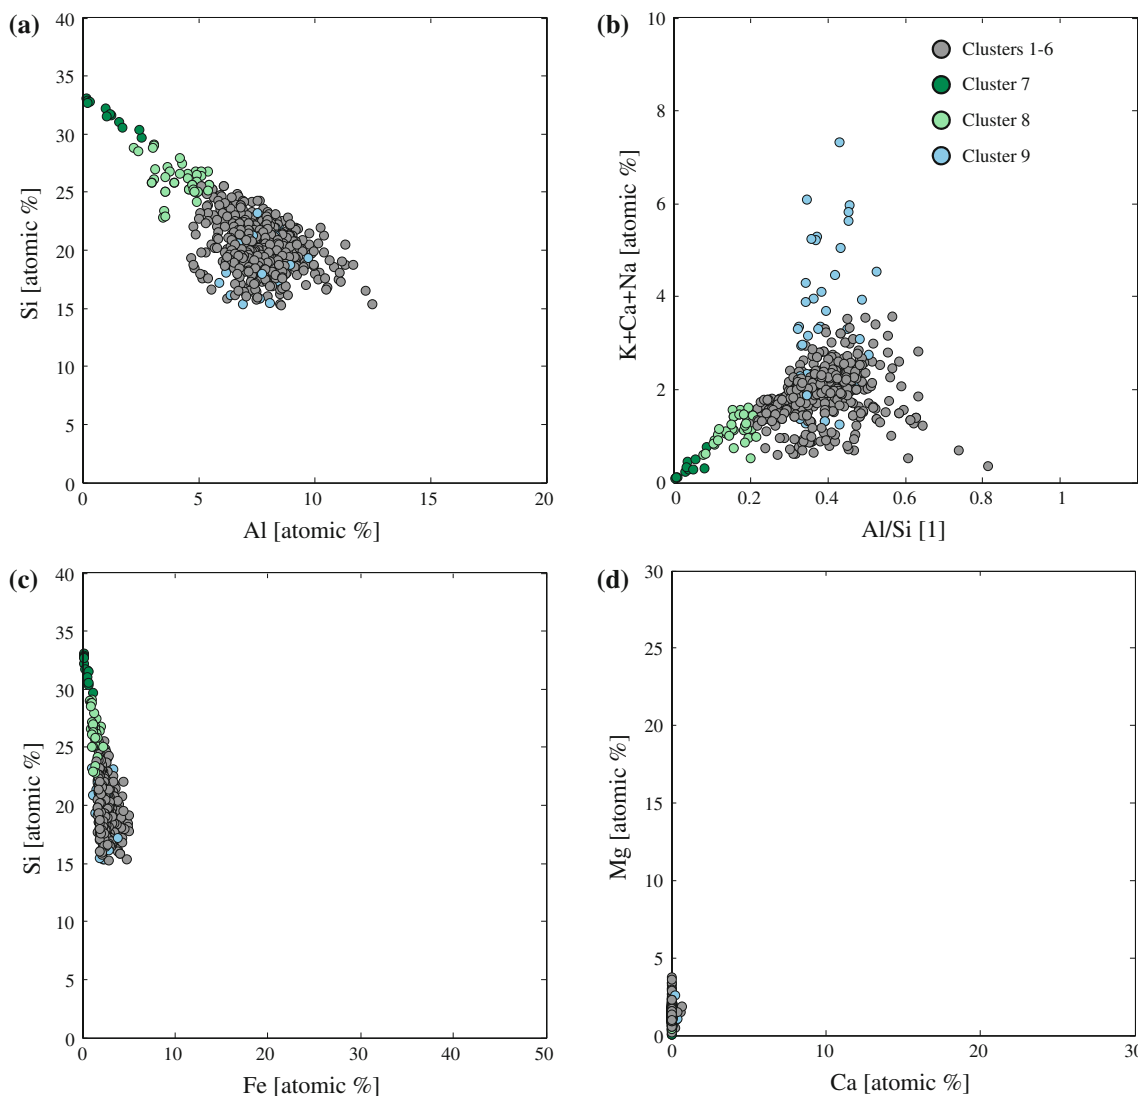 (a)
40
35
30
25
20
15
10
5
0
Si [atomic %]
0 5 10 15 20
Al [atomic %]
(b)
10
8
6
4
2
0
K+Ca+Na [atomic %]
Clusters 1-6
Cluster 7
Cluster 8
Cluster 9
0 0.2 0.4 0.6 0.8 1
Al/Si [1]
(c)
40
35
30
25
20
15
10
5
0
Si [atomic %]
0 10 20 30 40 50
Fe [atomic %]
(d)
30
25
20
15
10
5
0
Mg [atomic %]
0 10 20 30
Ca [atomic %]